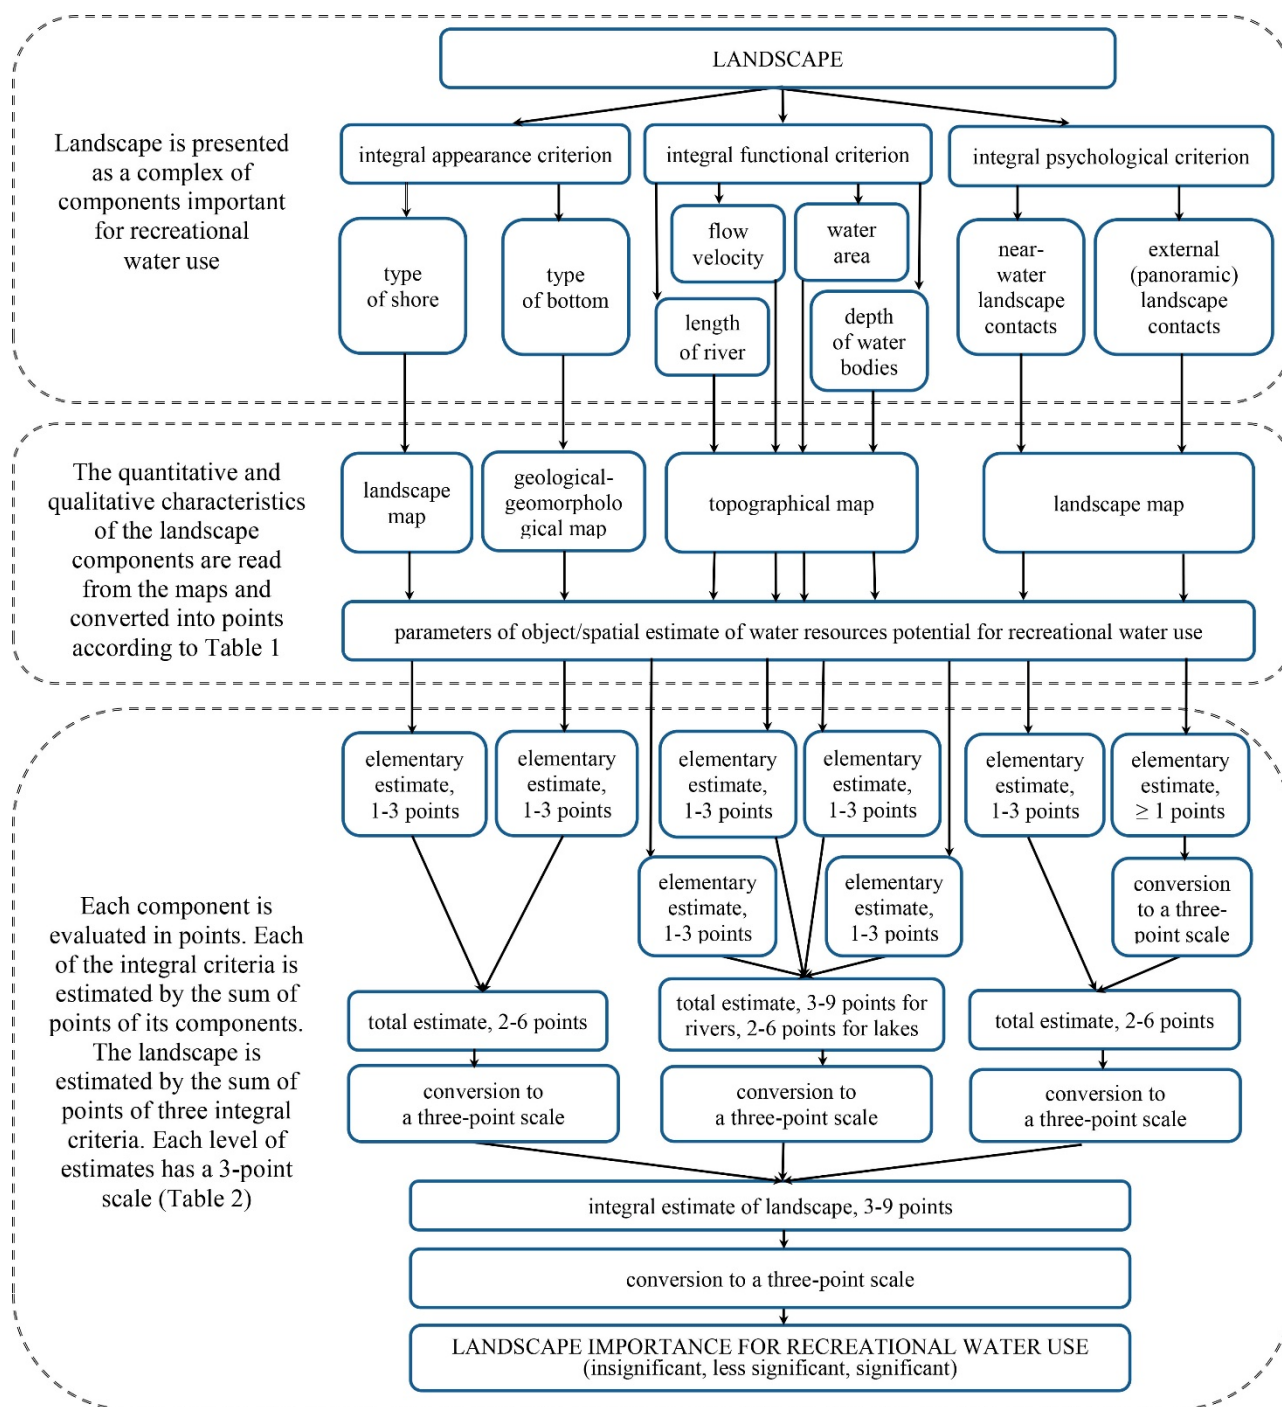 LANDSCAPE
Landscape is presented
as a complex of
components important
for recreational
water use
integral appearance criterion
integral functional criterion
integral psychological criterion
type
of shore
type
of bottom
flow
velocity
water
area
length
of river
depth
of water
bodies
near-
water
landscape
contacts
external
(panoramic)
landscape
contacts
The quantitative and
qualitative characteristics
of the landscape
components are read
from the maps and
converted into points
according to Table 1
landscape
map
geological-
geomorpholo
gical map
topographical map
landscape map
parameters of object/spatial estimate of water resources potential for recreational water use
Each component is
evaluated in points. Each
of the integral criteria is
estimated by the sum of
points of its components.
The landscape is
estimated by the sum of
points of three integral
criteria. Each level of
estimates has a 3-point
scale (Table 2)
elementary
estimate,
1-3 points
elementary
estimate,
1-3 points
elementary
estimate,
1-3 points
elementary
estimate,
1-3 points
elementary
estimate,
1-3 points
elementary
estimate,
≥ 1 points
elementary
estimate,
1-3 points
elementary
estimate,
1-3 points
conversion
to a three-
point scale
total estimate, 2-6 points
total estimate, 3-9 points for
rivers, 2-6 points for lakes
total estimate, 2-6 points
conversion to
a three-point scale
conversion to
a three-point scale
conversion to
a three-point scale
integral estimate of landscape, 3-9 points
conversion to a three-point scale
LANDSCAPE IMPORTANCE FOR RECREATIONAL WATER USE
(insignificant, less significant, significant)